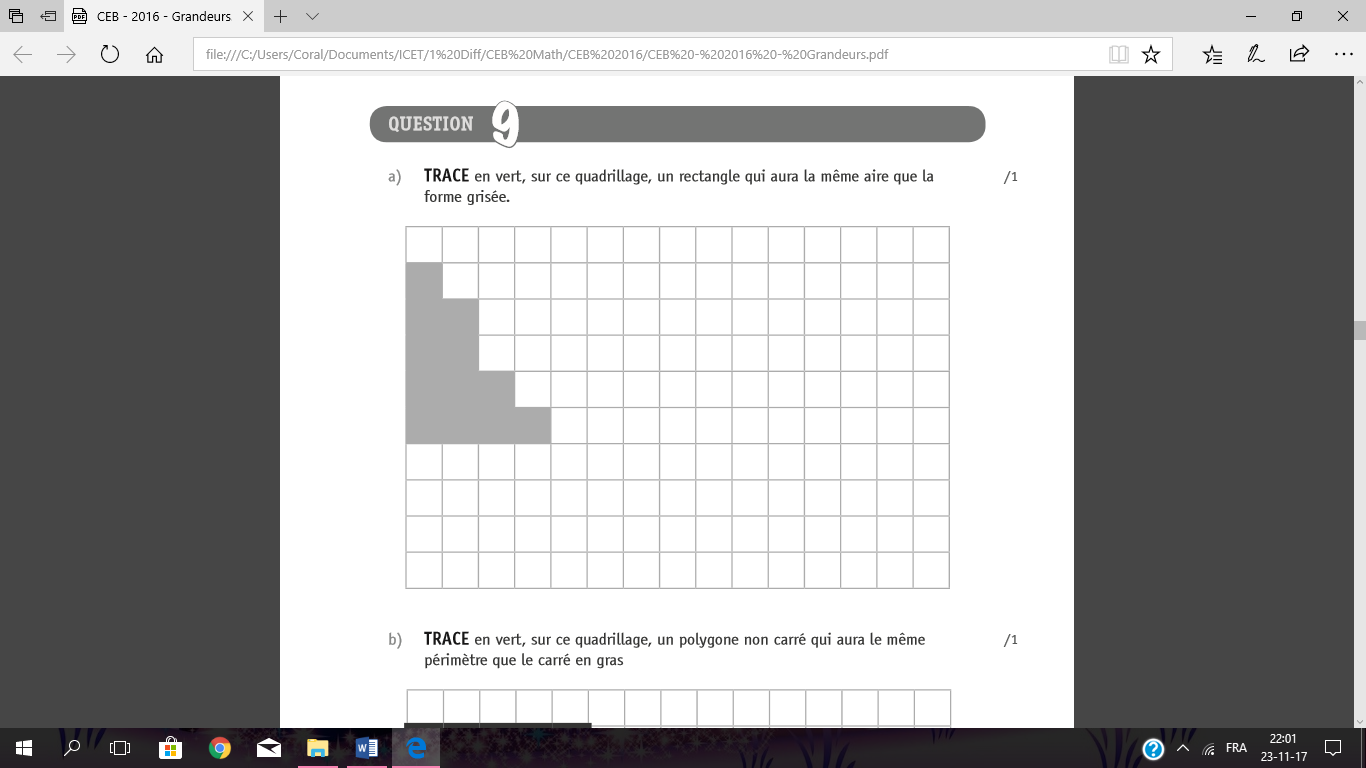 CEB - 2016 - Grandeurs
file:///C:/Users/Coral/Documents/ICET/1%20Diff/CEB%20Math/CEB%202016/CEB%20-%202016%20-%20Grandeurs.pdf
QUESTION 9
a) TRACE en vert, sur ce quadrillage, un rectangle qui aura la même aire que la /1
forme grisée.
b) TRACE en vert, sur ce quadrillage, un polygone non carré qui aura le même /1
périmètre que le carré en gras
FRA
22:01
23-11-17